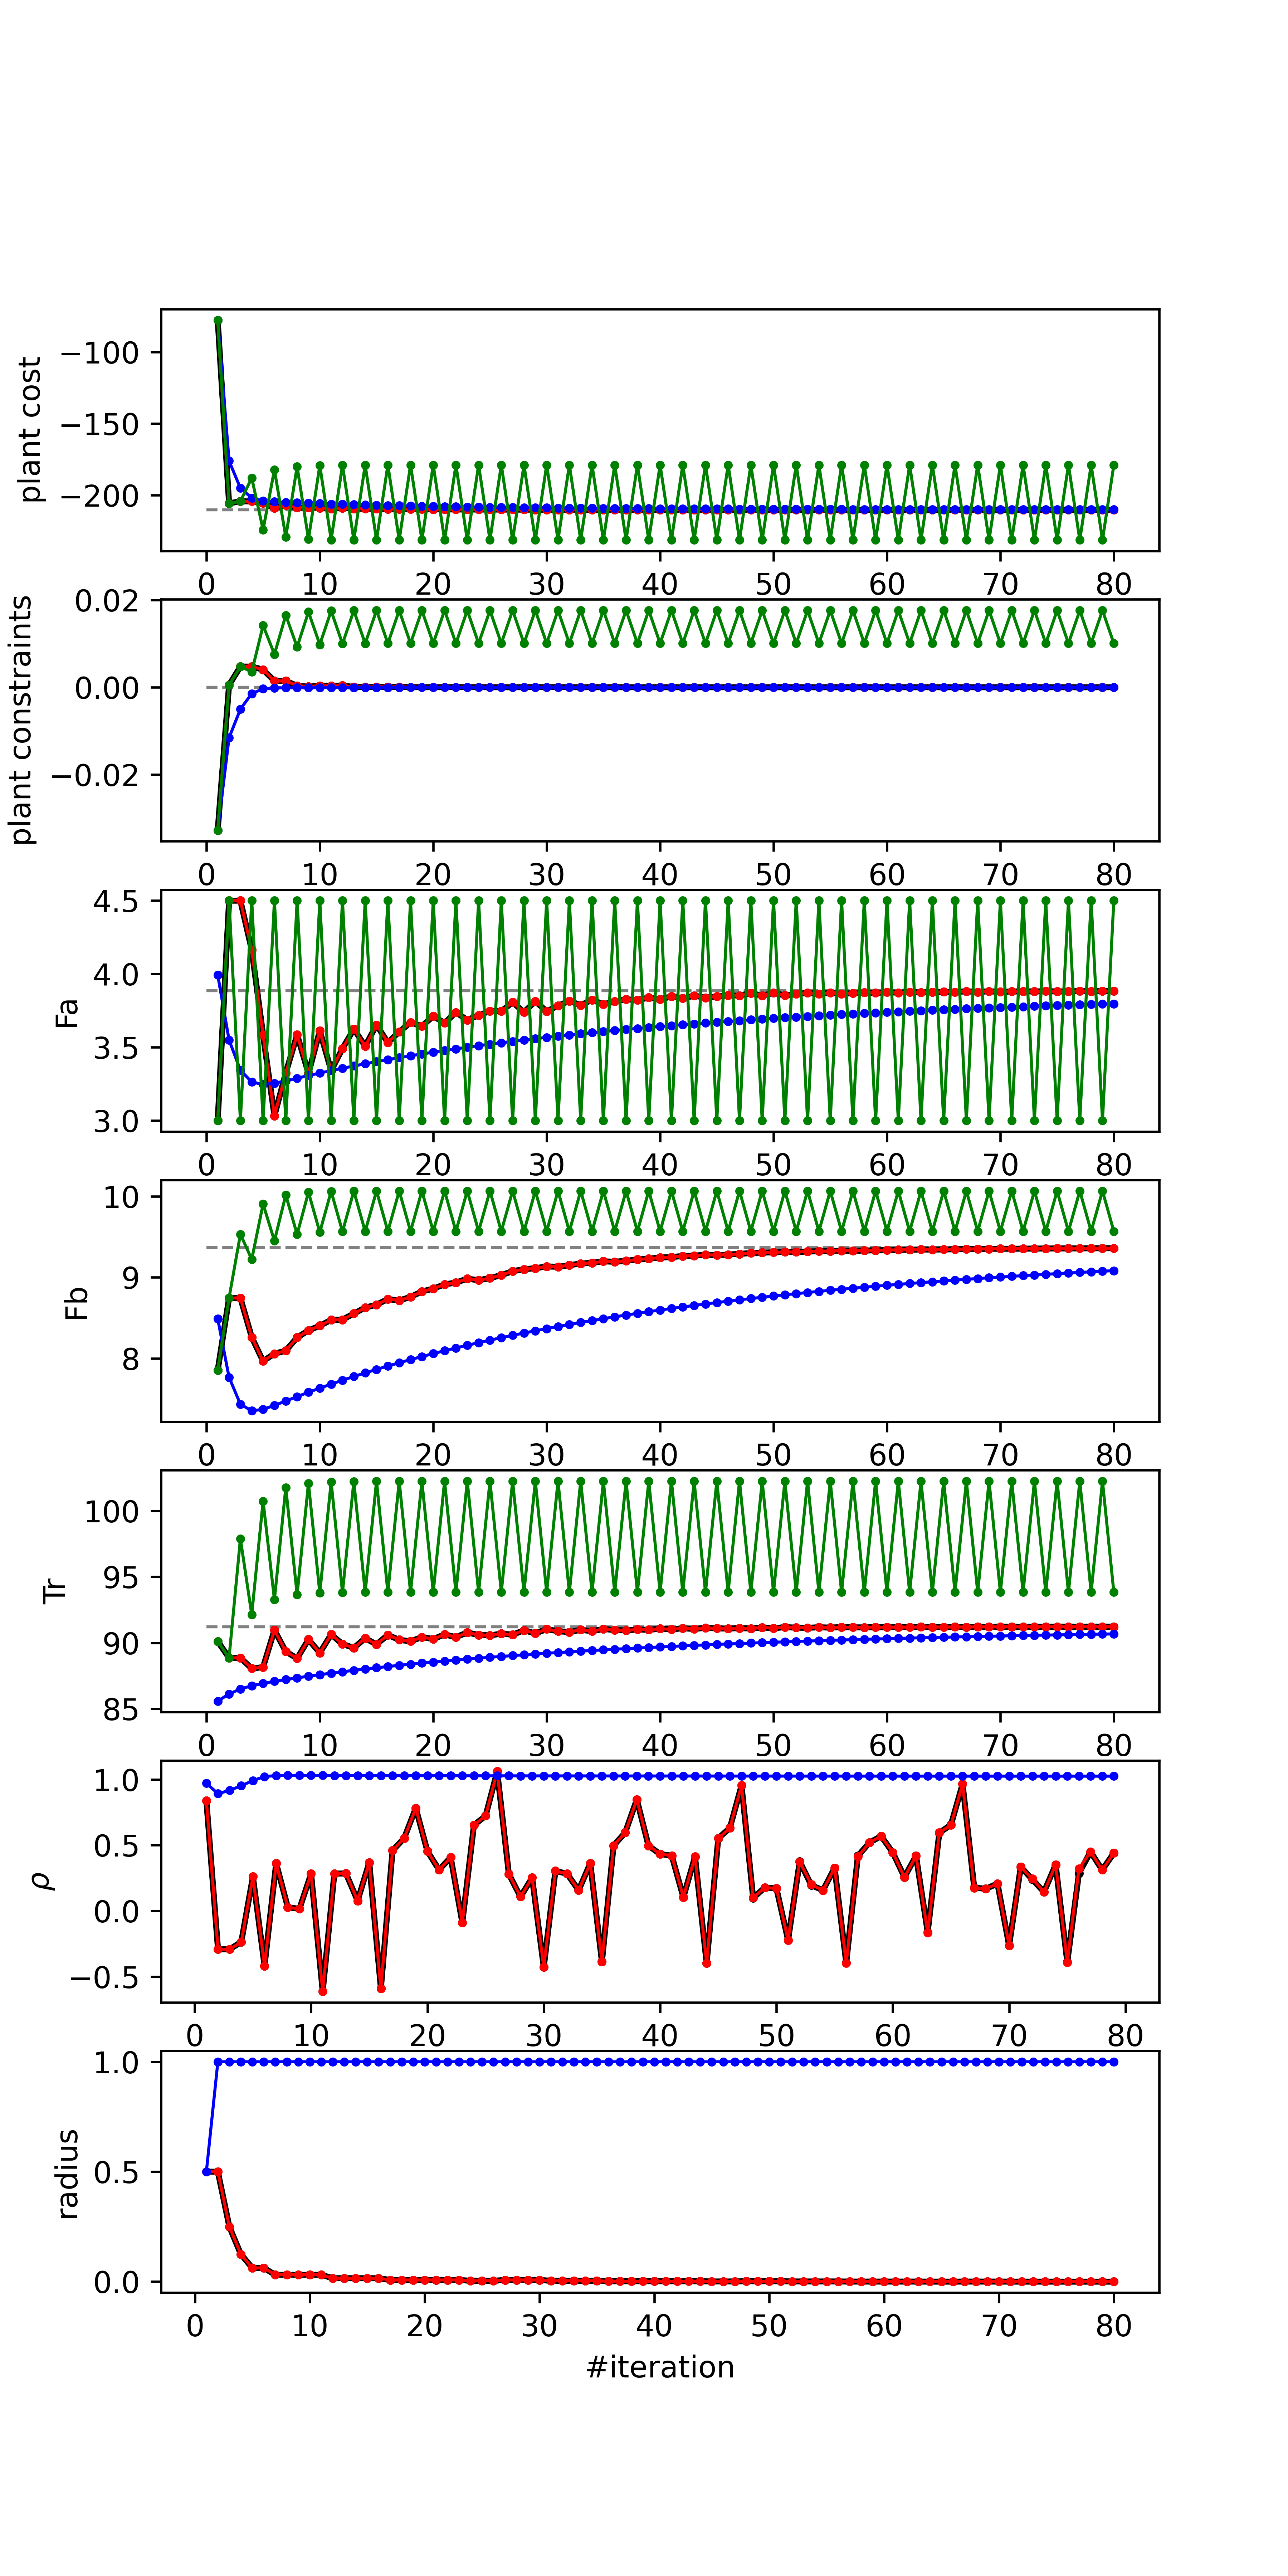 plant cost
−100
−150
−200
0 10 20 30 40 50 60 70 80
plant constraints
0.02
0.00
−0.02
0 10 20 30 40 50 60 70 80
Fa
4.5
4.0
3.5
3.0
0 10 20 30 40 50 60 70 80
Fb
10
9
8
0 10 20 30 40 50 60 70 80
Tr
100
95
90
85
0 10 20 30 40 50 60 70 80
ρ
1.0
0.5
0.0
−0.5
0 10 20 30 40 50 60 70 80
radius
1.0
0.5
0.0
0 10 20 30 40 50 60 70 80
#iteration